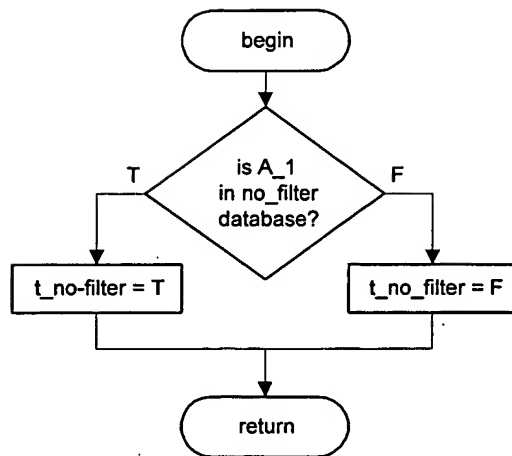 begin
is A_1
in no_filter
database?
T
F
t_no-filter = T
t_no_filter = F
return